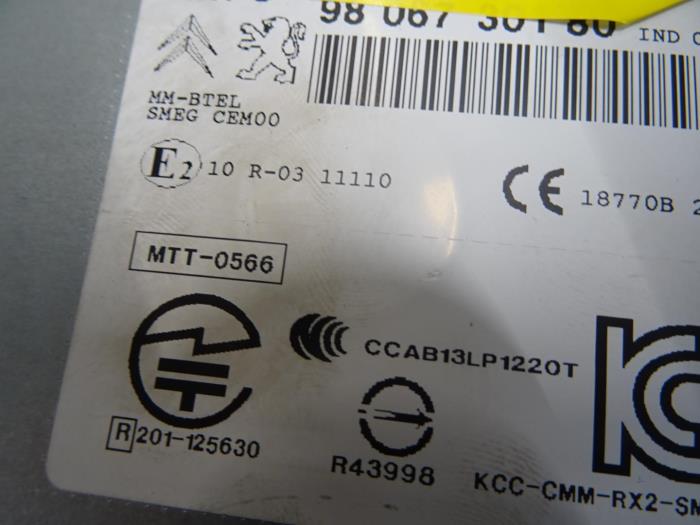 98 067 301 80 IND
MM-BTEL
SMEG CEM00
E2 10 R-03 11110
CE 18770B 2
MTT-0566
CCAB13LP1220T
R 201-125630
R43998
KCC-CMM-RX2-SM